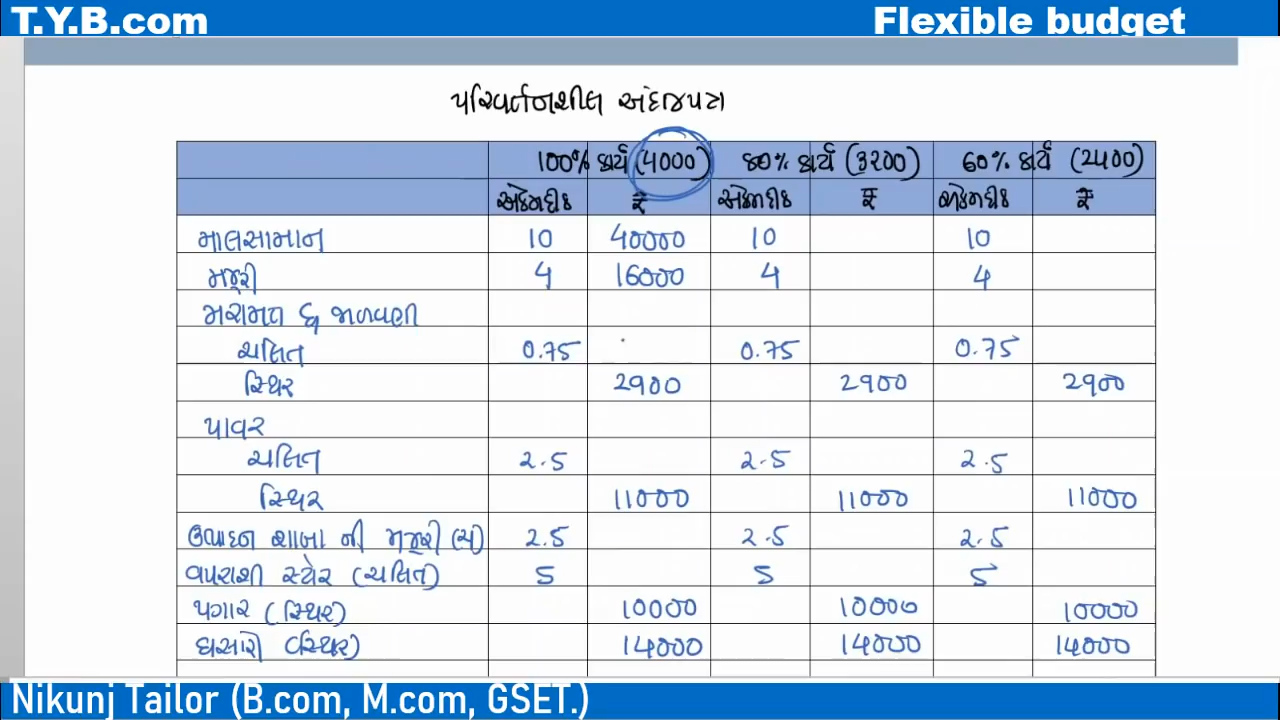 T.Y.B.com Flexible budget
પરિવર્તનશીલ અંદાજપત્ર
100% કાર્ય (4000) 80% કાર્ય (3200) 60% કાર્ય (2400)
એકમદીઠ ₹ એકમદીઠ ₹ એકમદીઠ ₹
માલસામાન 10 40000 10 10
મજૂરી 4 16000 4 4
મરામત ઉ જાળવણી
ચલિત 0.75 0.75 0.75
સ્થિર 2900 2900 2900
પાવર
ચલિત 2.5 2.5 2.5
સ્થિર 11000 11000 11000
ઉત્પાદન શાખા ની મજૂરી (ચ) 2.5 2.5 2.5
વપરાશી સ્ટોર (ચલિત) 5 5 5
પગાર (સ્થિર) 10000 10000 10000
ઘસારો (સ્થિર) 14000 14000 14000
Nikunj Tailor (B.com, M.com, GSET.)